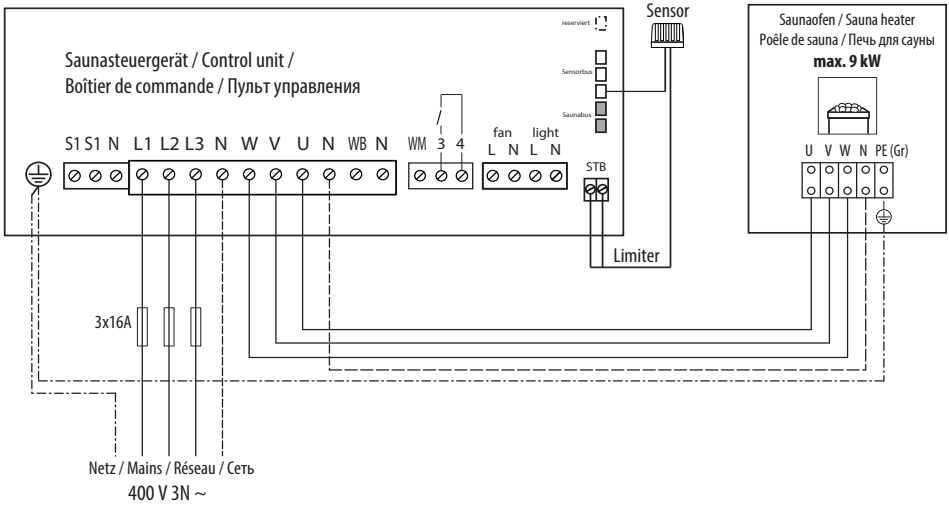 reserviert
Sensor
Saunaofen / Sauna heater
Poêle de sauna / Печь для сауны
max. 9 kW
Saunasteuergerät / Control unit /
Boîtier de commande / Пульт управления
Sensorbus
Saunabus
S1 S1 N L1 L2 L3 N W V U N WB N WM 3 4
fan light
L N L N
STB
U V W N PE (Gr)
Limiter
3x16A
Netz / Mains / Réseau / Сеть
400 V 3N ~